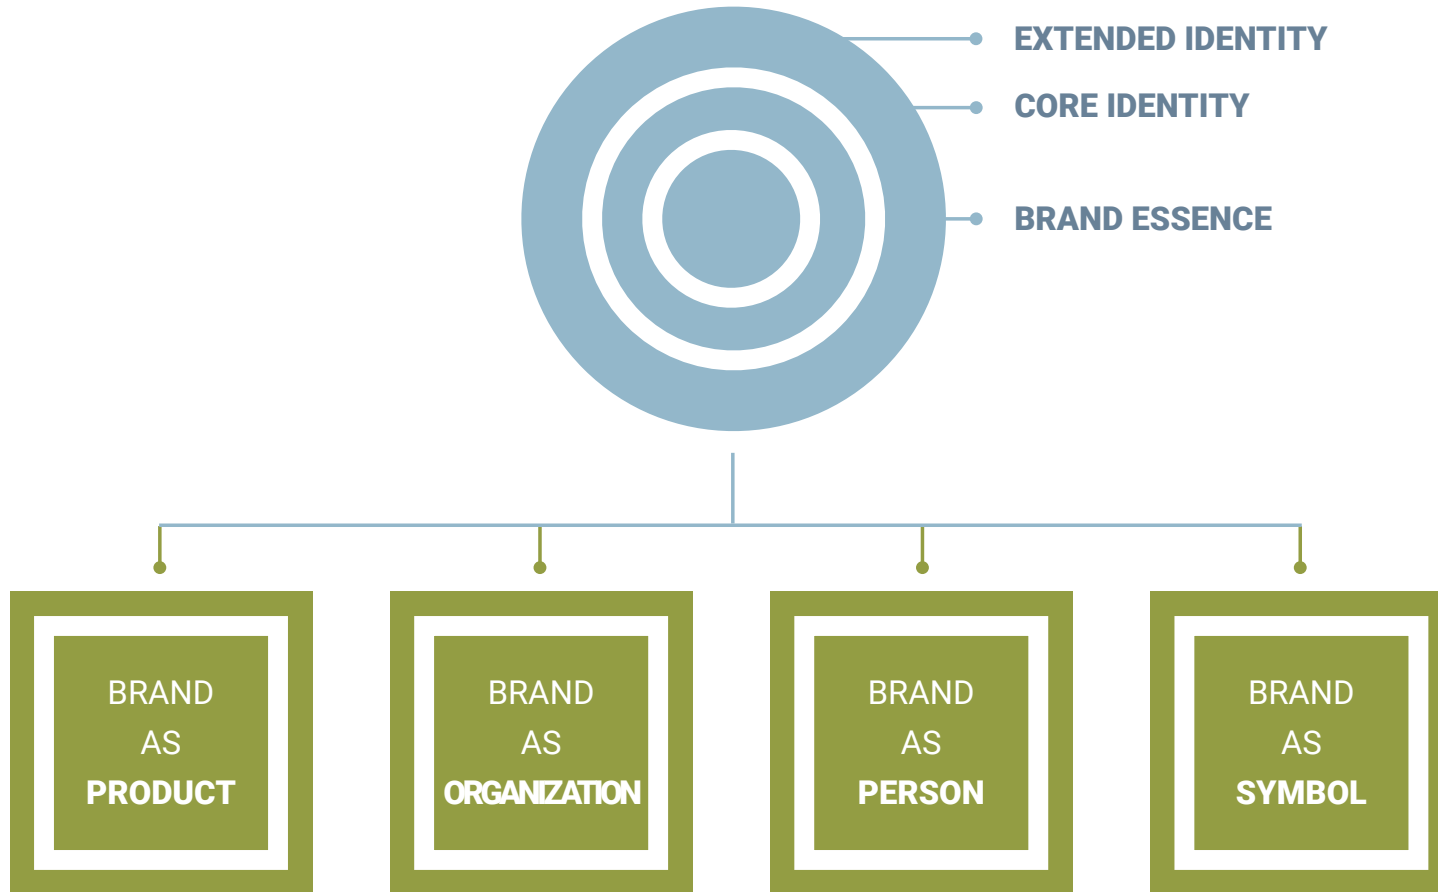 EXTENDED IDENTITY
CORE IDENTITY
BRAND ESSENCE
BRAND
AS
PRODUCT
BRAND
AS
ORGANIZATION
BRAND
AS
PERSON
BRAND
AS
SYMBOL